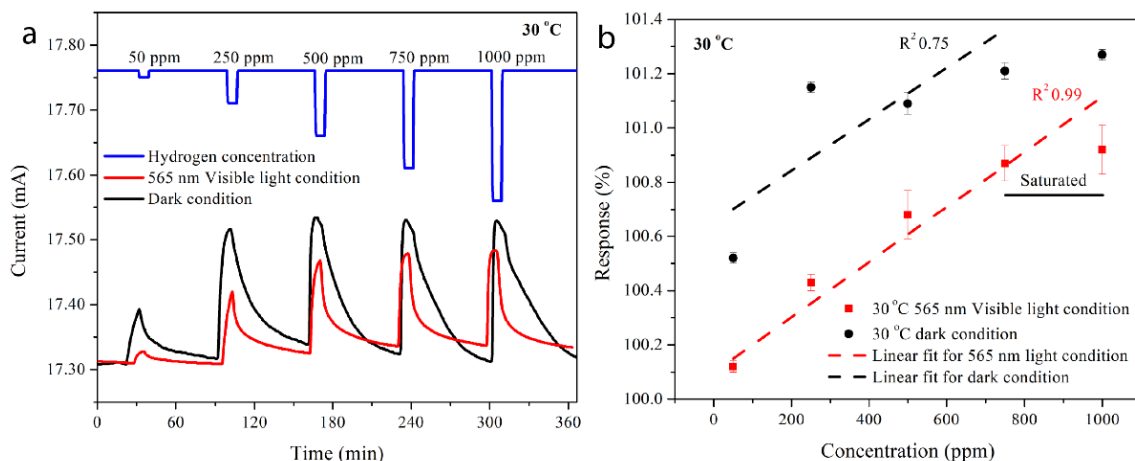 a
30 °C
17.80
17.70
17.60
17.50
17.40
17.30
Current (mA)
50 ppm 250 ppm 500 ppm 750 ppm 1000 ppm
Hydrogen concentration
565 nm Visible light condition
Dark condition
0 60 120 180 240 300 360
Time (min)
b
30 °C
101.4
101.2
101.0
100.8
100.6
100.4
100.2
100.0
Response (%)
R² 0.75
R² 0.99
Saturated
30 °C 565 nm Visible light condition
30 °C dark condition
Linear fit for 565 nm light condition
Linear fit for dark condition
0 200 400 600 800 1000
Concentration (ppm)